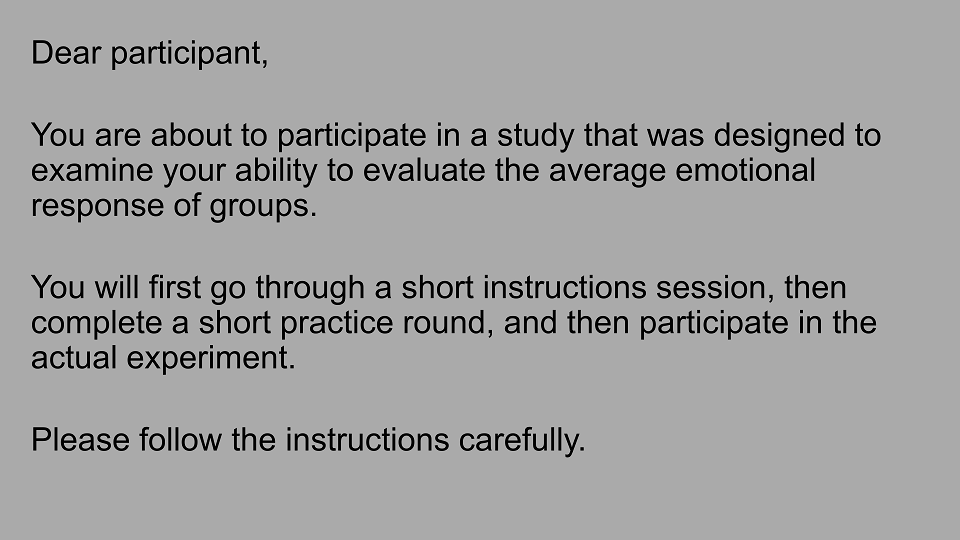 Dear participant,
You are about to participate in a study that was designed to
examine your ability to evaluate the average emotional
response of groups.
You will first go through a short instructions session, then
complete a short practice round, and then participate in the
actual experiment.
Please follow the instructions carefully.